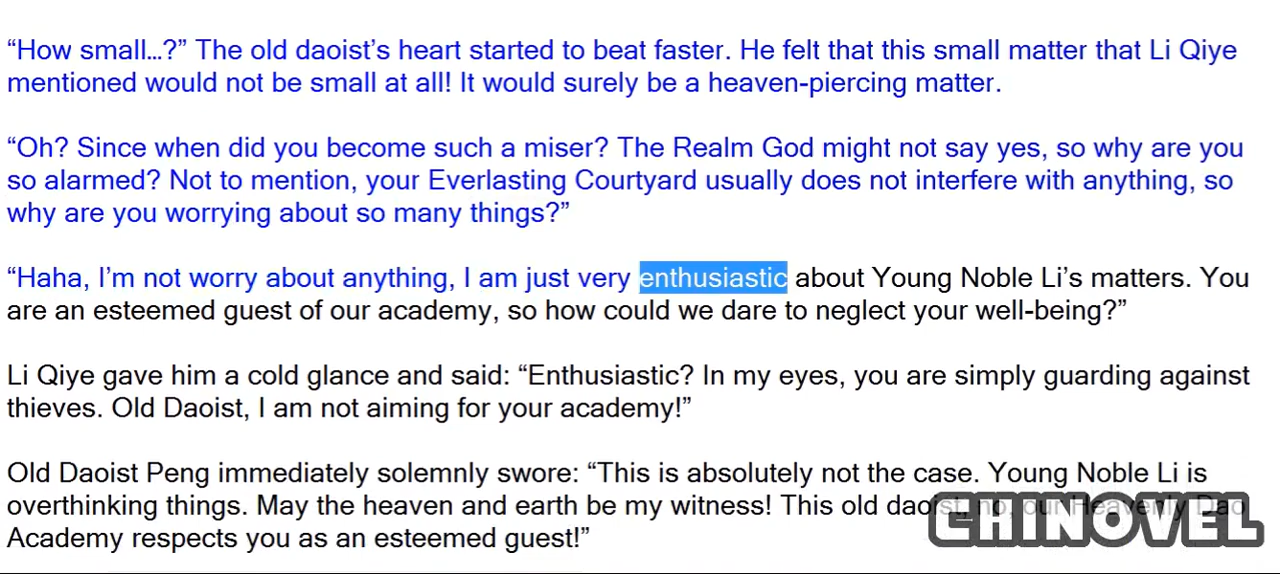 “How small…?” The old daoist’s heart started to beat faster. He felt that this small matter that Li Qiye
mentioned would not be small at all! It would surely be a heaven-piercing matter.
“Oh? Since when did you become such a miser? The Realm God might not say yes, so why are you
so alarmed? Not to mention, your Everlasting Courtyard usually does not interfere with anything, so
why are you worrying about so many things?”
“Haha, I’m not worry about anything, I am just very enthusiastic about Young Noble Li’s matters. You
are an esteemed guest of our academy, so how could we dare to neglect your well-being?”
Li Qiye gave him a cold glance and said: “Enthusiastic? In my eyes, you are simply guarding against
thieves. Old Daoist, I am not aiming for your academy!”
Old Daoist Peng immediately solemnly swore: “This is absolutely not the case. Young Noble Li is
overthinking things. May the heaven and earth be my witness! This old daoist, no, our Heavenly Dao
Academy respects you as an esteemed guest!”
CHINOVEL